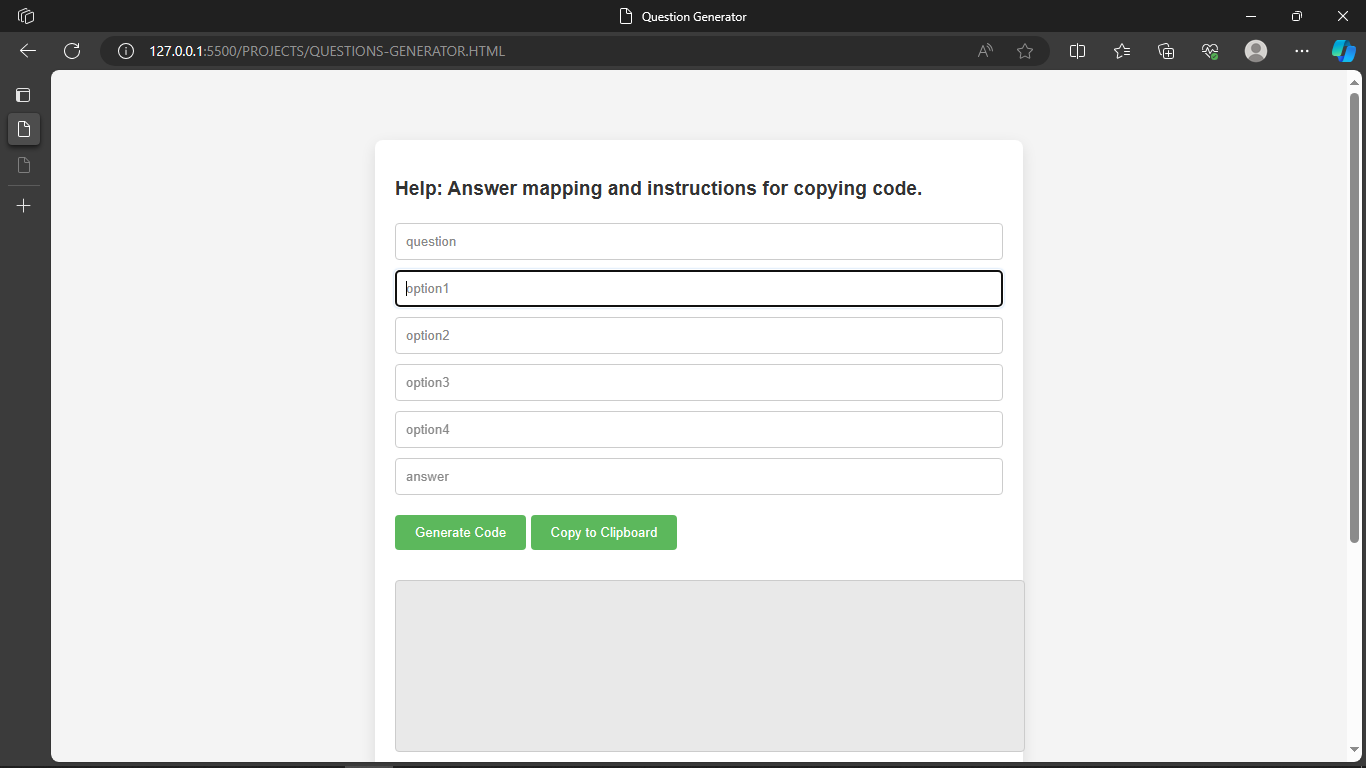 Question Generator
127.0.0.1:5500/PROJECTS/QUESTIONS-GENERATOR.HTML
Help: Answer mapping and instructions for copying code.
question
option1
option2
option3
option4
answer
Generate Code Copy to Clipboard